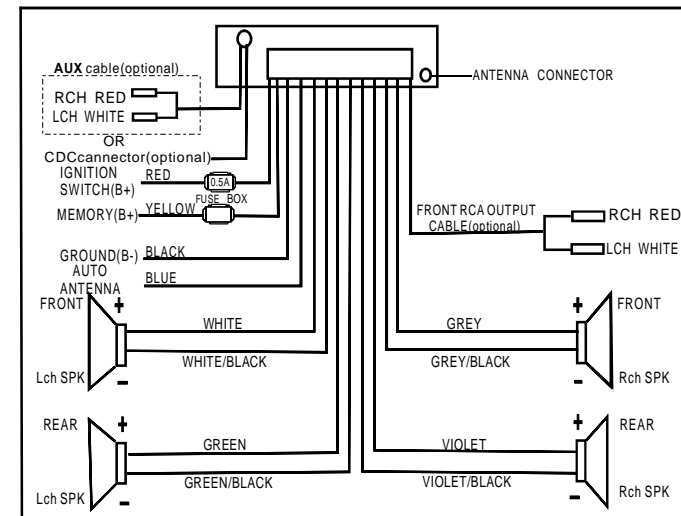 AUX cable(optional)
RCH RED
LCH WHITE
OR
CDCcannector(optional)
ANTENNA CONNECTOR
IGNITION
SWITCH(B+)
RED
0.5A
FUSE BOX
MEMORY(B+)
YELLOW
GROUND(B-)
BLACK
AUTO
ANTENNA
BLUE
FRONT RCA OUTPUT
CABLE(optional)
RCH RED
LCH WHITE
FRONT
+
WHITE
WHITE/BLACK
-
Lch SPK
GREY
GREY/BLACK
+
FRONT
-
Rch SPK
REAR
+
GREEN
GREEN/BLACK
-
Lch SPK
VIOLET
VIOLET/BLACK
+
REAR
-
Rch SPK